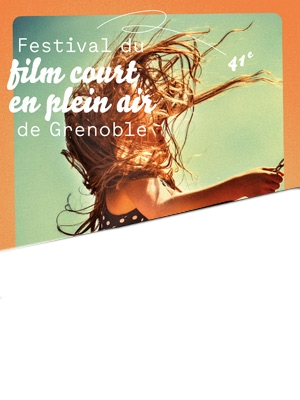 Festival du
film court
en plein air
de Grenoble
41e